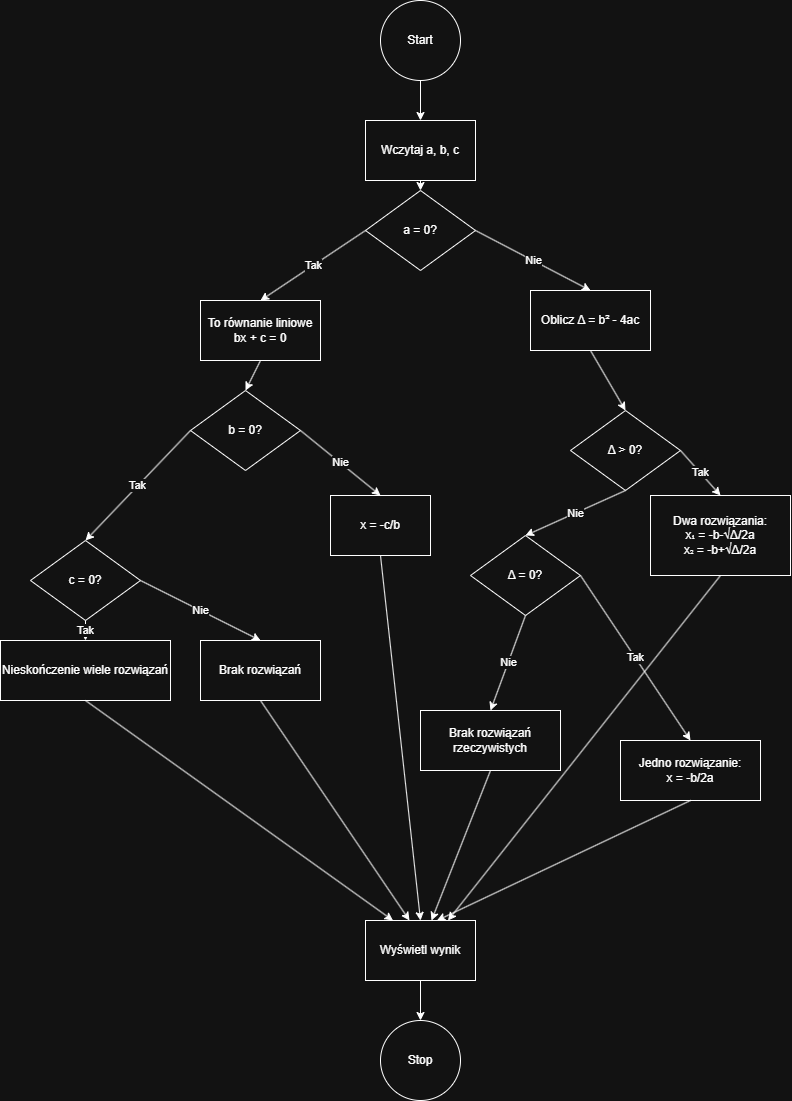 Start
Wczytaj a, b, c
a = 0?
Tak
Nie
To równanie liniowe
bx + c = 0
Oblicz Δ = b² - 4ac
b = 0?
Δ > 0?
Nie
Tak
Tak
x = -c/b
Nie
Dwa rozwiązania:
x₁ = -b-√Δ/2a
x₂ = -b+√Δ/2a
c = 0?
Δ = 0?
Nie
Tak
Nieskończenie wiele rozwiązań
Brak rozwiązań
Nie
Tak
Brak rozwiązań
rzeczywistych
Jedno rozwiązanie:
x = -b/2a
Wyświetl wynik
Stop